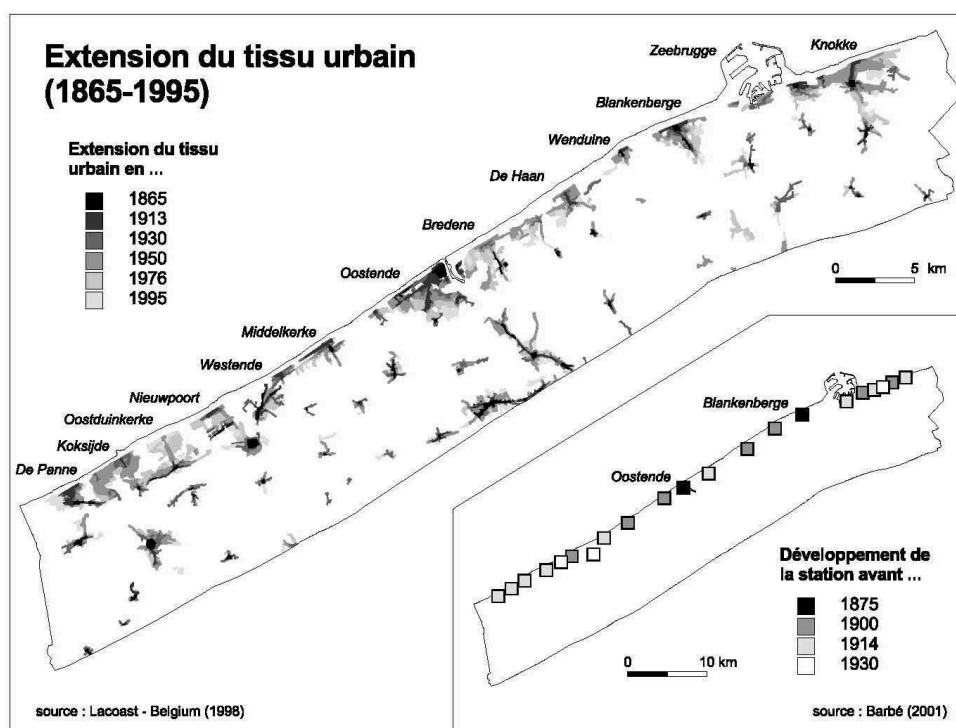 Extension du tissu urbain
(1865-1995)
Extension du tissu
urbain en ...
1865
1913
1930
1950
1976
1995
Zeebrugge
Knokke
Blankenberge
Wenduine
De Haan
Bredene
Oostende
Middelkerke
Westende
Nieuwpoort
Oostduinkerke
Koksijde
De Panne
0 5 km
Blankenberge
Oostende
Développement de
la station avant ...
1875
1900
1914
1930
0 10 km
source : Lacoast - Belgium (1998)
source : Barbé (2001)